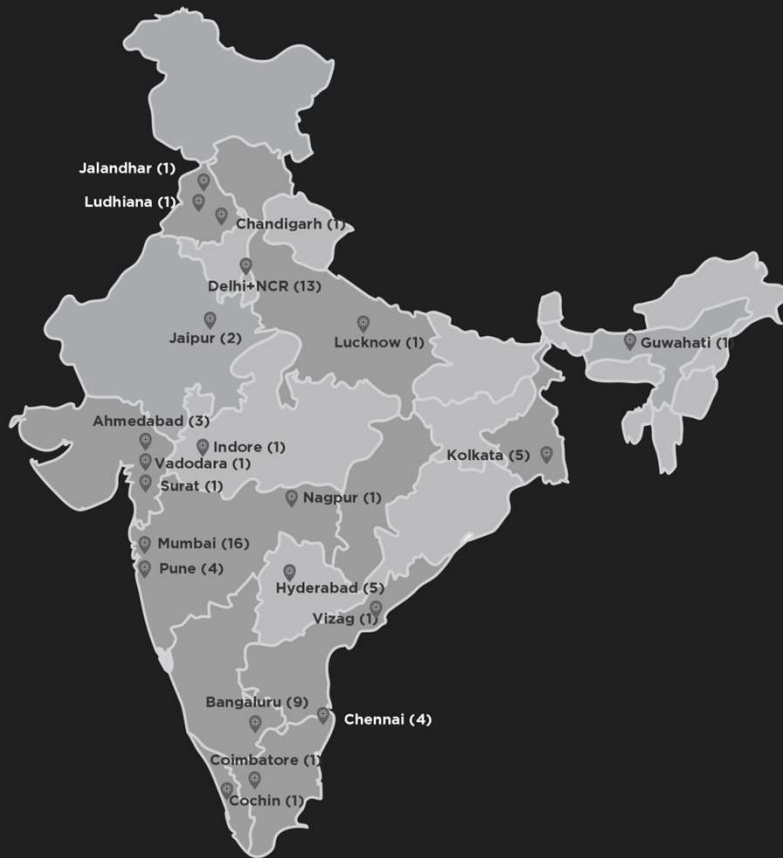 Jalandhar (1)
Ludhiana (1)
Chandigarh (1)
Delhi+NCR (13)
Jaipur (2)
Lucknow (1)
Guwahati (1)
Ahmedabad (3)
Indore (1)
Vadodara (1)
Kolkata (5)
Surat (1)
Nagpur (1)
Mumbai (16)
Pune (4)
Hyderabad (5)
Vizag (1)
Bangaluru (9)
Chennai (4)
Coimbatore (1)
Cochin (1)